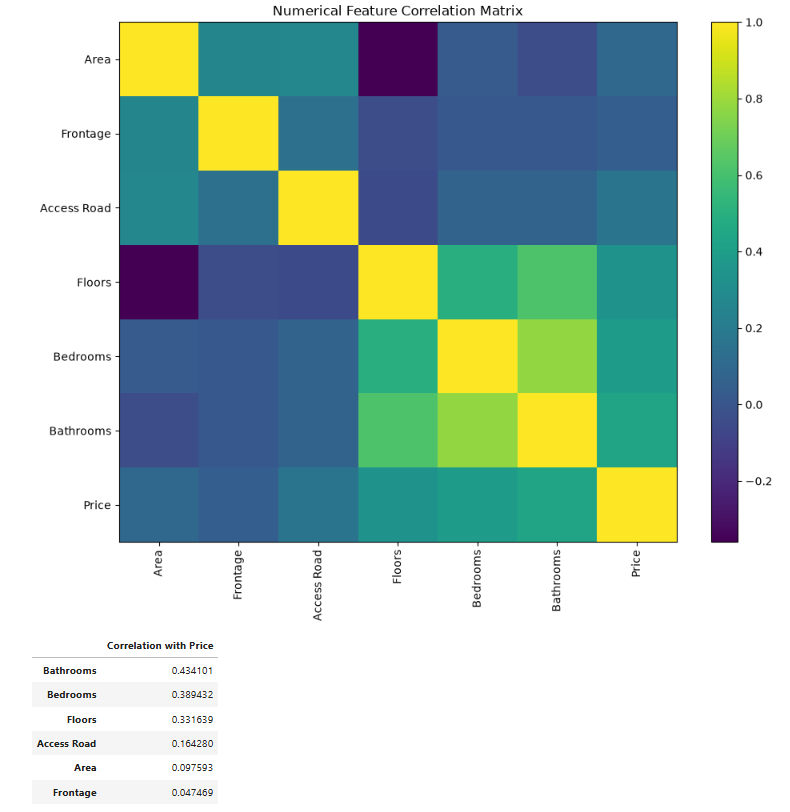 Numerical Feature Correlation Matrix
Area
Frontage
Access Road
Floors
Bedrooms
Bathrooms
Price
Area
Frontage
Access Road
Floors
Bedrooms
Bathrooms
Price
1.0
0.8
0.6
0.4
0.2
0.0
−0.2
Correlation with Price
Bathrooms 0.434101
Bedrooms 0.389432
Floors 0.331639
Access Road 0.164280
Area 0.097593
Frontage 0.047469